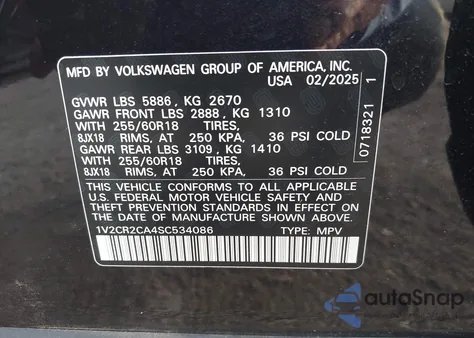 MFD. BY VOLKSWAGEN GROUP OF AMERICA, INC.
USA 02/2025
GVWR LBS 5886 , KG 2670
GAWR FRONT LBS 2888 , KG 1310
WITH 255/60R18 TIRES,
8JX18 RIMS, AT 250 KPA, 36 PSI COLD
GAWR REAR LBS 3109 , KG 1410
WITH 255/60R18 TIRES,
8JX18 RIMS, AT 250 KPA, 36 PSI COLD
THIS VEHICLE CONFORMS TO ALL APPLICABLE
U.S. FEDERAL MOTOR VEHICLE SAFETY AND
THEFT PREVENTION STANDARDS IN EFFECT ON
THE DATE OF MANUFACTURE SHOWN ABOVE.
1V2CR2CA4SC534086 TYPE: MPV
0718321 1
autoSnap